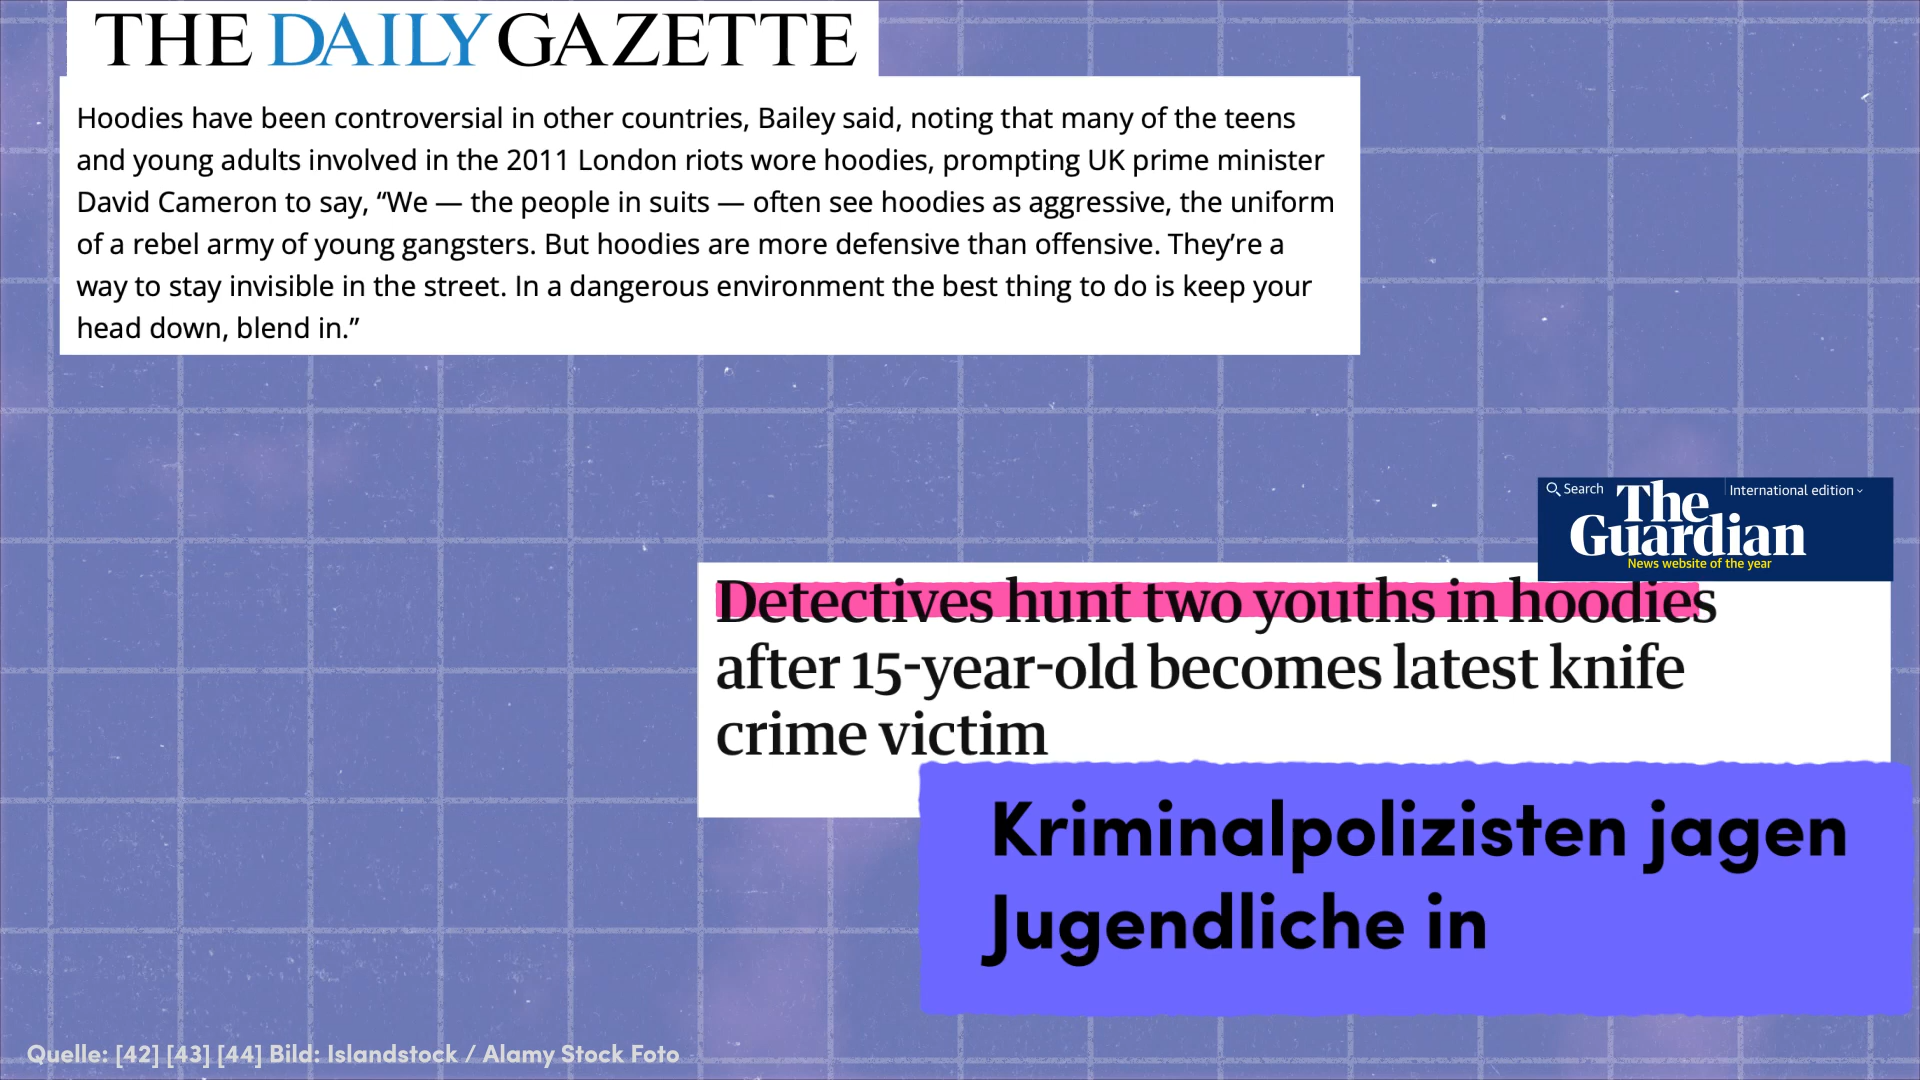 THE DAILY GAZETTE
Hoodies have been controversial in other countries, Bailey said, noting that many of the teens
and young adults involved in the 2011 London riots wore hoodies, prompting UK prime minister
David Cameron to say, “We — the people in suits — often see hoodies as aggressive, the uniform
of a rebel army of young gangsters. But hoodies are more defensive than offensive. They’re a
way to stay invisible in the street. In a dangerous environment the best thing to do is keep your
head down, blend in.”
Search
International edition
The
Guardian
News website of the year
Detectives hunt two youths in hoodies
after 15-year-old becomes latest knife
crime victim
Kriminalpolizisten jagen
Jugendliche in
Quelle: [42] [43] [44] Bild: Islandstock / Alamy Stock Foto